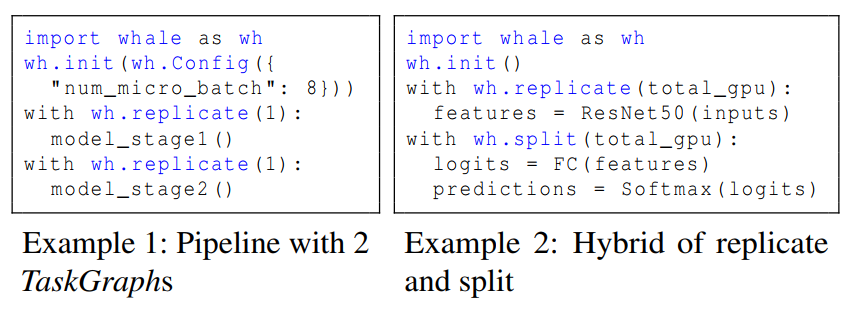 import whale as wh
wh.init(wh.Config({
  "num_micro_batch": 8}))
with wh.replicate(1):
  model_stage1()
with wh.replicate(1):
  model_stage2()
Example 1: Pipeline with 2
TaskGraphs
import whale as wh
wh.init()
with wh.replicate(total_gpu):
  features = ResNet50(inputs)
with wh.split(total_gpu):
  logits = FC(features)
  predictions = Softmax(logits)
Example 2: Hybrid of replicate
and split